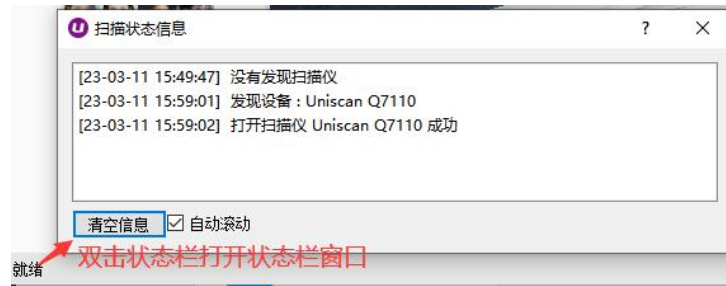 扫描状态信息
[23-03-11 15:49:47] 没有发现扫描仪
[23-03-11 15:59:01] 发现设备：Uniscan Q7110
[23-03-11 15:59:02] 打开扫描仪 Uniscan Q7110 成功
清空信息 自动滚动
双击状态栏打开状态栏窗口
就绪